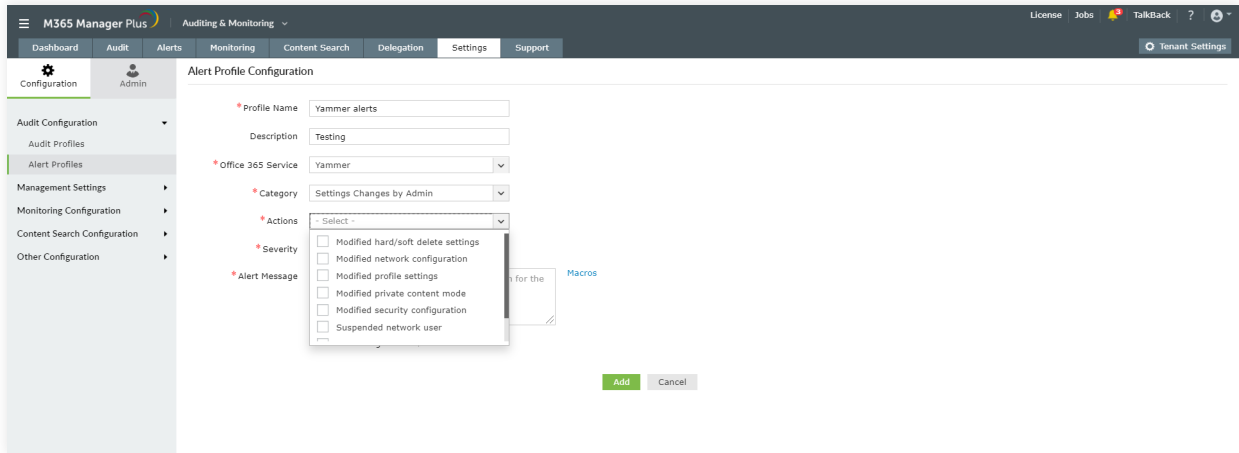 M365 Manager Plus
Auditing & Monitoring
License Jobs 3 TalkBack ?
Dashboard Audit Alerts Monitoring Content Search Delegation Settings Support
Tenant Settings
Configuration Admin
Alert Profile Configuration
Audit Configuration
Audit Profiles
Alert Profiles
Management Settings
Monitoring Configuration
Content Search Configuration
Other Configuration
* Profile Name Yammer alerts
Description Testing
* Office 365 Service Yammer
* Category Settings Changes by Admin
* Actions - Select -
Modified hard/soft delete settings
Modified network configuration
Modified profile settings
Modified private content mode
Modified security configuration
Suspended network user
* Severity
* Alert Message for the Macros
Add Cancel